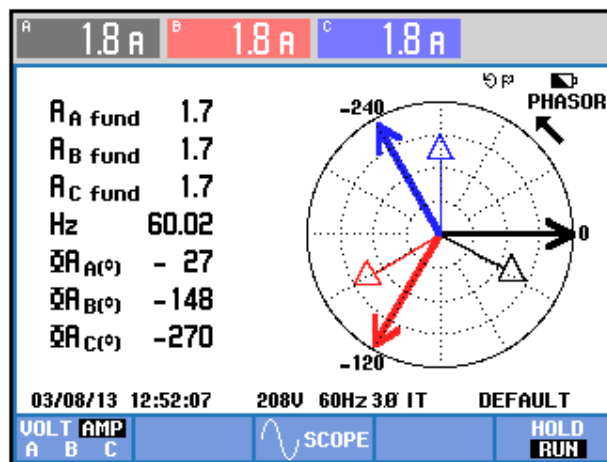 A 1.8 A B 1.8 A C 1.8 A
PHASOR
A A fund 1.7
A B fund 1.7
A C fund 1.7
Hz 60.02
ΦA A(º) - 27
ΦA B(º) -148
ΦA C(º) -270
-240
0
-120
03/08/13 12:52:07 208V 60Hz 3Ø IT DEFAULT
VOLT AMP
A B C
SCOPE
HOLD
RUN